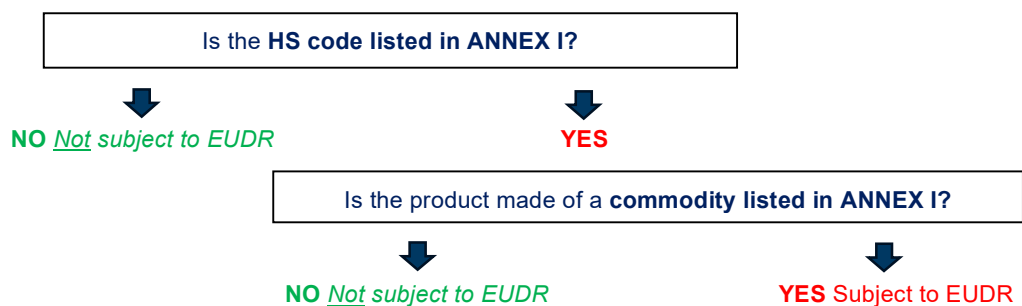 Is the HS code listed in ANNEX I?
NO Not subject to EUDR
YES
Is the product made of a commodity listed in ANNEX I?
NO Not subject to EUDR
YES Subject to EUDR